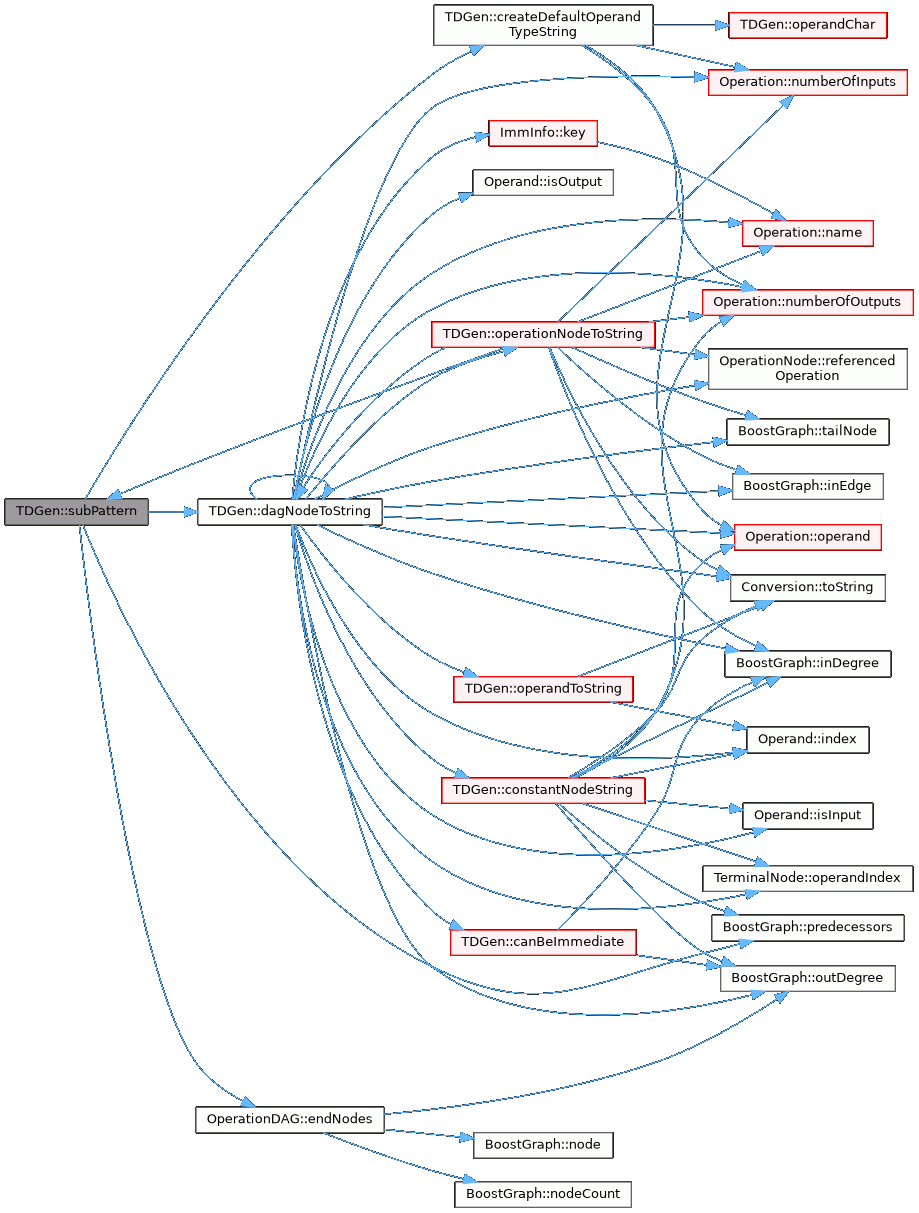 TDGen::createDefaultOperand
TypeString
TDGen::operandChar
Operation::numberOfInputs
ImmInfo::key
Operand::isOutput
Operation::name
Operation::numberOfOutputs
TDGen::operationNodeToString
OperationNode::referenced
Operation
BoostGraph::tailNode
BoostGraph::inEdge
TDGen::subPattern
TDGen::dagNodeToString
Operation::operand
Conversion::toString
BoostGraph::inDegree
TDGen::operandToString
Operand::index
TDGen::constantNodeString
Operand::isInput
TerminalNode::operandIndex
BoostGraph::predecessors
TDGen::canBeImmediate
BoostGraph::outDegree
OperationDAG::endNodes
BoostGraph::node
BoostGraph::nodeCount